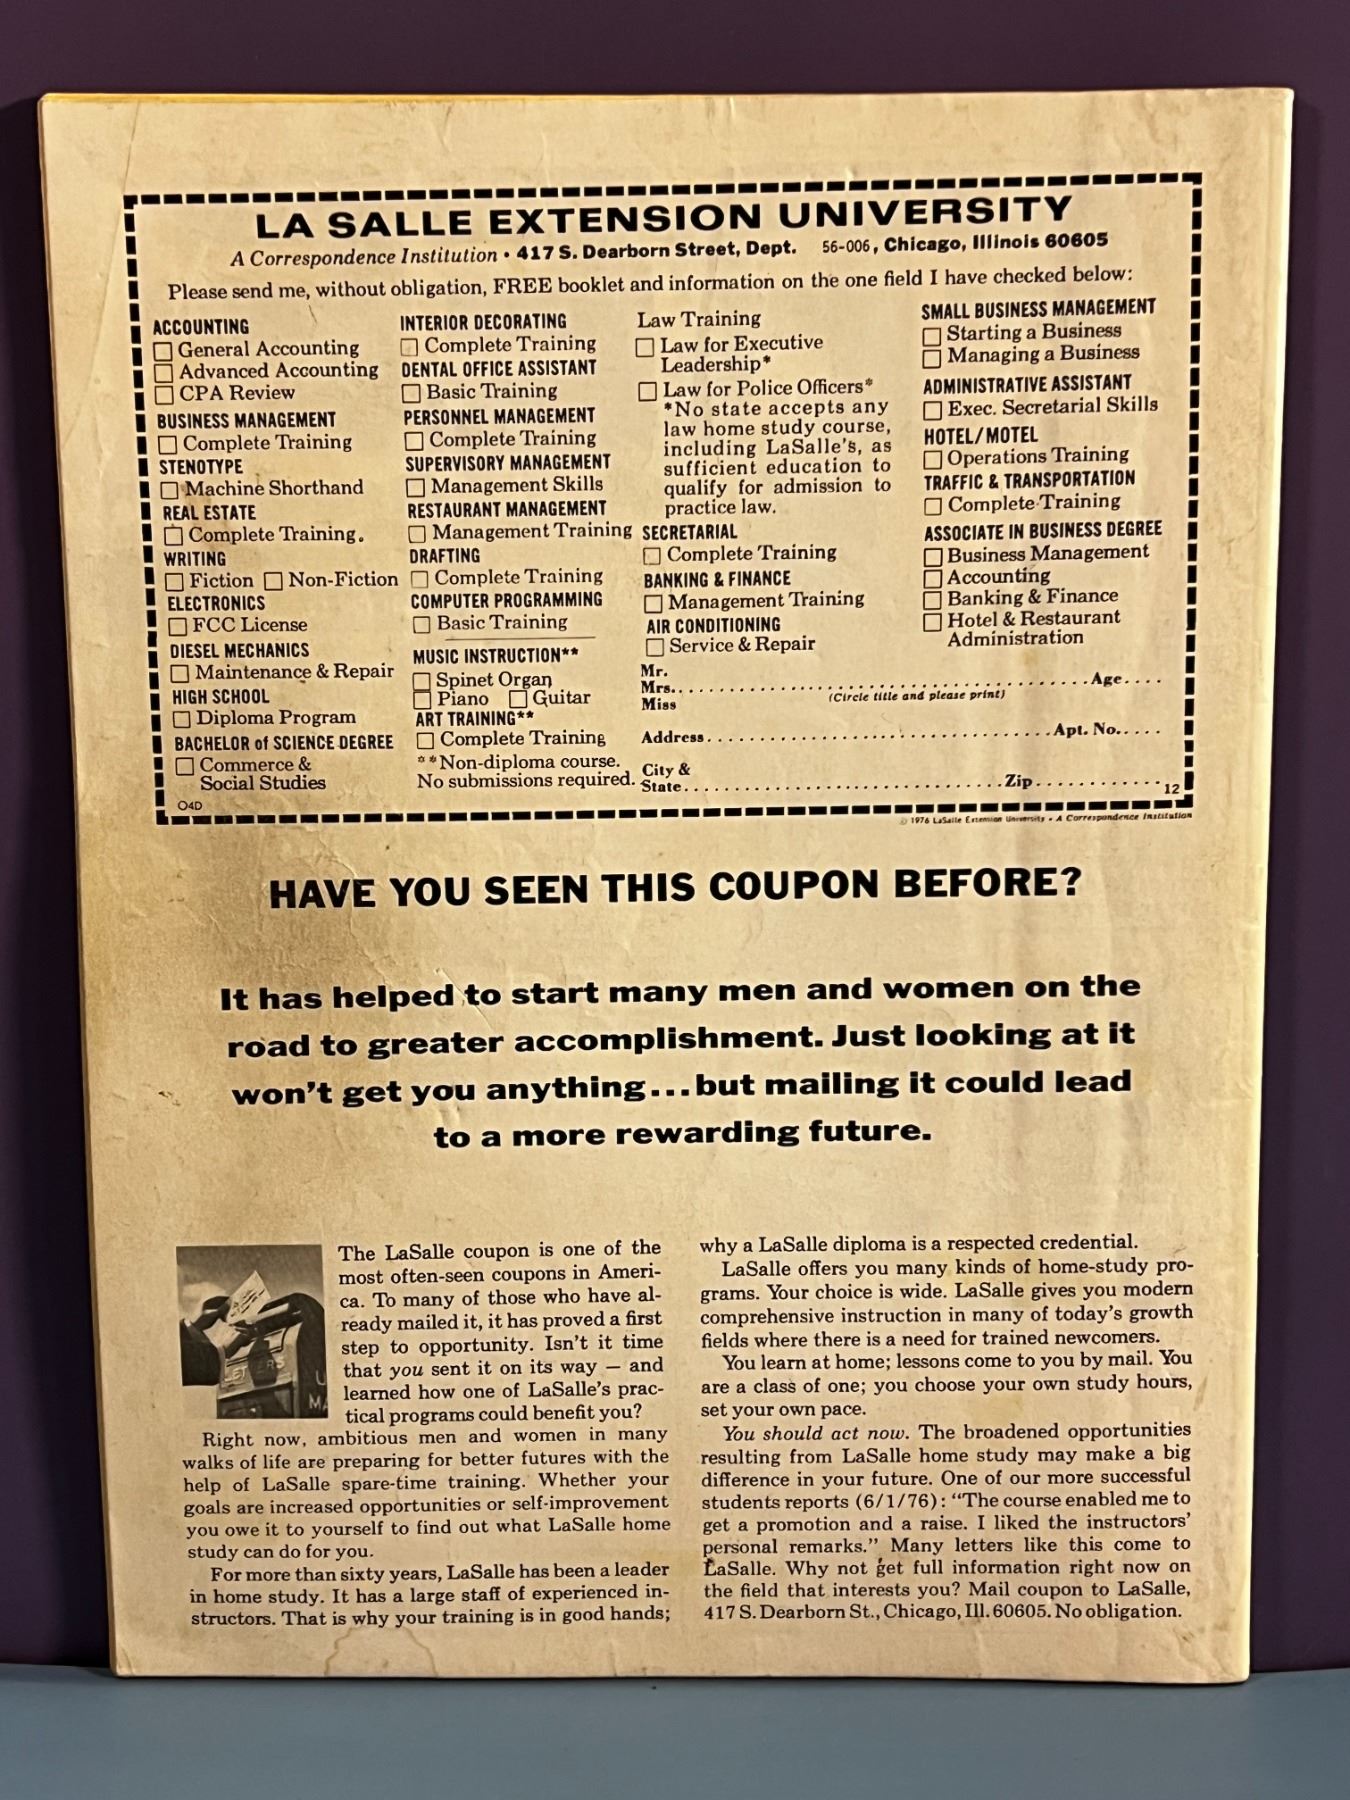 LA SALLE EXTENSION UNIVERSITY
A Correspondence Institution • 417 S. Dearborn Street, Dept. 56-006, Chicago, Illinois 60605
Please send me, without obligation, FREE booklet and information on the one field I have checked below:
ACCOUNTING
General Accounting
Advanced Accounting
CPA Review
BUSINESS MANAGEMENT
Complete Training
STENOTYPE
Machine Shorthand
REAL ESTATE
Complete Training.
WRITING
Fiction Non-Fiction
ELECTRONICS
FCC License
DIESEL MECHANICS
Maintenance & Repair
HIGH SCHOOL
Diploma Program
BACHELOR of SCIENCE DEGREE
Commerce &
Social Studies
O4D
INTERIOR DECORATING
Complete Training
DENTAL OFFICE ASSISTANT
Basic Training
PERSONNEL MANAGEMENT
Complete Training
SUPERVISORY MANAGEMENT
Management Skills
RESTAURANT MANAGEMENT
Management Training
DRAFTING
Complete Training
COMPUTER PROGRAMMING
Basic Training
MUSIC INSTRUCTION**
Spinet Organ
Piano Guitar
ART TRAINING**
Complete Training
**Non-diploma course.
No submissions required.
Law Training
Law for Executive
Leadership*
Law for Police Officers*
*No state accepts any
law home study course,
including LaSalle's, as
sufficient education to
qualify for admission to
practice law.
SECRETARIAL
Complete Training
BANKING & FINANCE
Management Training
AIR CONDITIONING
Service & Repair
SMALL BUSINESS MANAGEMENT
Starting a Business
Managing a Business
ADMINISTRATIVE ASSISTANT
Exec. Secretarial Skills
HOTEL/MOTEL
Operations Training
TRAFFIC & TRANSPORTATION
Complete Training
ASSOCIATE IN BUSINESS DEGREE
Business Management
Accounting
Banking & Finance
Hotel & Restaurant
Administration
Mr.
Mrs. Age
Miss (Circle title and please print)
Address Apt. No.
City &
State Zip 12
© 1976 LaSalle Extension University • A Correspondence Institution
HAVE YOU SEEN THIS COUPON BEFORE?
It has helped to start many men and women on the
road to greater accomplishment. Just looking at it
won't get you anything...but mailing it could lead
to a more rewarding future.
LETTERS
U
MA
The LaSalle coupon is one of the
most often-seen coupons in Ameri-
ca. To many of those who have al-
ready mailed it, it has proved a first
step to opportunity. Isn't it time
that you sent it on its way — and
learned how one of LaSalle's prac-
tical programs could benefit you?
Right now, ambitious men and women in many
walks of life are preparing for better futures with the
help of LaSalle spare-time training. Whether your
goals are increased opportunities or self-improvement
you owe it to yourself to find out what LaSalle home
study can do for you.
For more than sixty years, LaSalle has been a leader
in home study. It has a large staff of experienced in-
structors. That is why your training is in good hands;
why a LaSalle diploma is a respected credential.
LaSalle offers you many kinds of home-study pro-
grams. Your choice is wide. LaSalle gives you modern
comprehensive instruction in many of today's growth
fields where there is a need for trained newcomers.
You learn at home; lessons come to you by mail. You
are a class of one; you choose your own study hours,
set your own pace.
You should act now. The broadened opportunities
resulting from LaSalle home study may make a big
difference in your future. One of our more successful
students reports (6/1/76): "The course enabled me to
get a promotion and a raise. I liked the instructors'
personal remarks." Many letters like this come to
LaSalle. Why not get full information right now on
the field that interests you? Mail coupon to LaSalle,
417 S. Dearborn St., Chicago, Ill. 60605. No obligation.